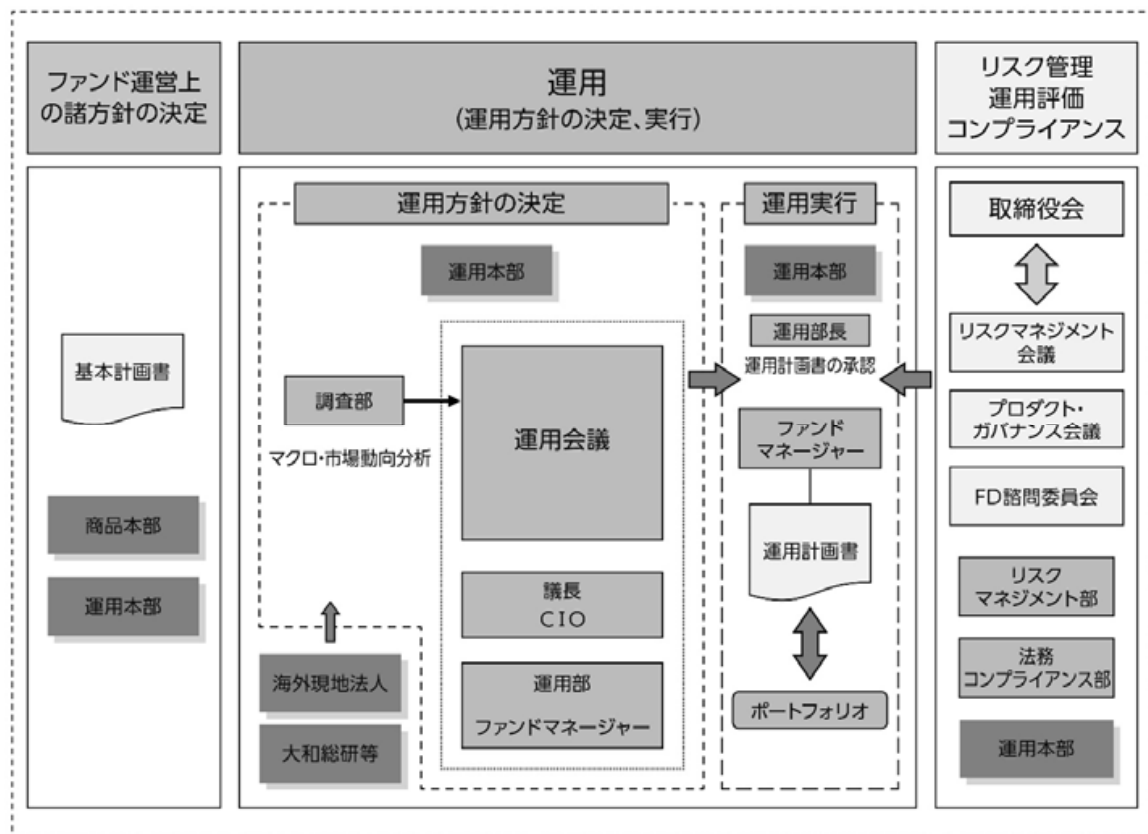 ファンド運営上
の諸方針の決定
運用
(運用方針の決定、実行)
リスク管理
運用評価
コンプライアンス
基本計画書
商品本部
運用本部
運用方針の決定
運用本部
調査部
マクロ・市場動向分析
運用会議
議長
CIO
運用部
ファンドマネージャー
海外現地法人
大和総研等
運用実行
運用本部
運用部長
運用計画書の承認
ファンド
マネージャー
運用計画書
ポートフォリオ
取締役会
リスクマネジメント
会議
プロダクト・
ガバナンス会議
FD諮問委員会
リスク
マネジメント部
法務
コンプライアンス部
運用本部